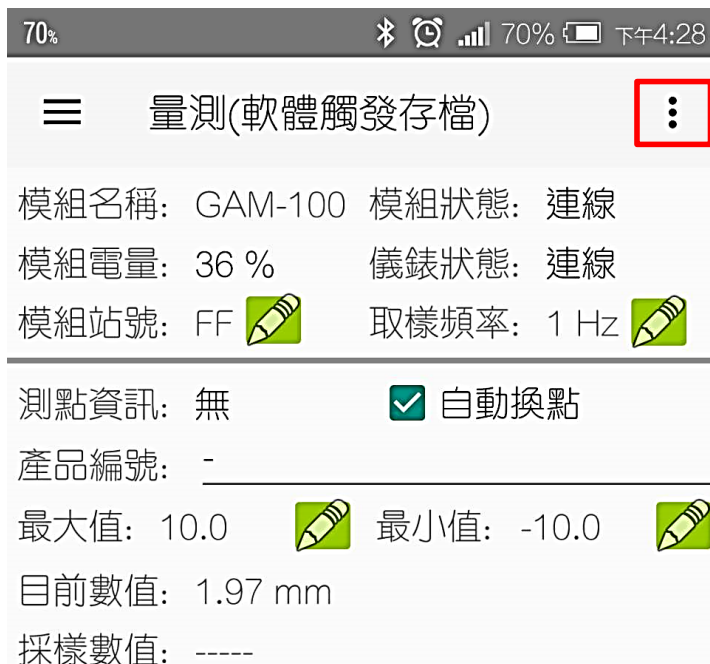 70% 70% 下午4:28
量測(軟體觸發存檔)
模組名稱: GAM-100 模組狀態: 連線
模組電量: 36 % 儀錶狀態: 連線
模組站號: FF 取樣頻率: 1 Hz
測點資訊: 無 自動換點
產品編號: -
最大值: 10.0 最小值: -10.0
目前數值: 1.97 mm
採樣數值: -----